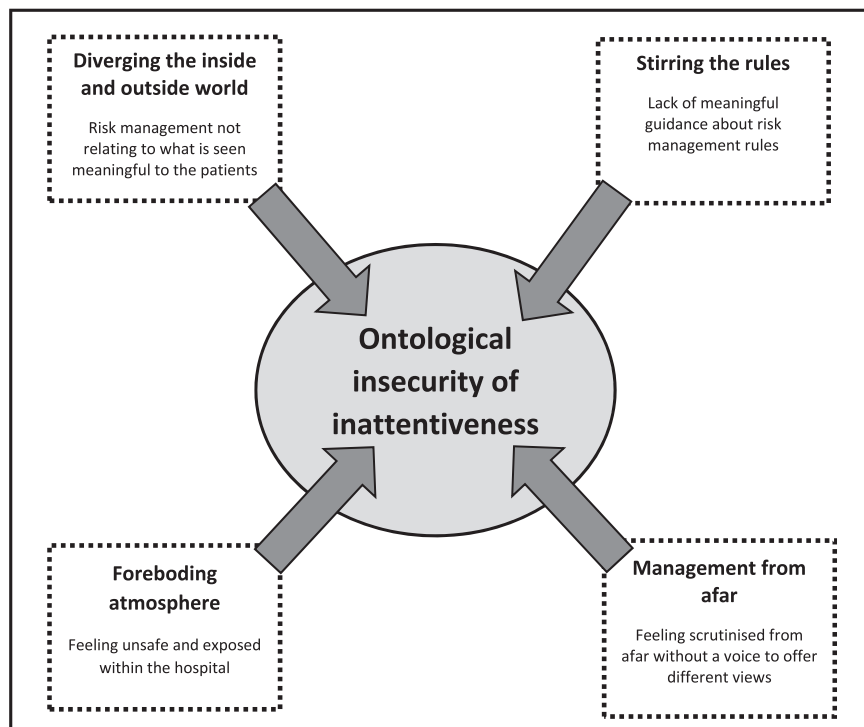 Diverging the inside
and outside world
Risk management not
relating to what is seen
meaningful to the patients
Stirring the rules
Lack of meaningful
guidance about risk
management rules
Ontological
insecurity of
inattentiveness
Foreboding
atmosphere
Feeling unsafe and exposed
within the hospital
Management from
afar
Feeling scrutinised from
afar without a voice to offer
different views